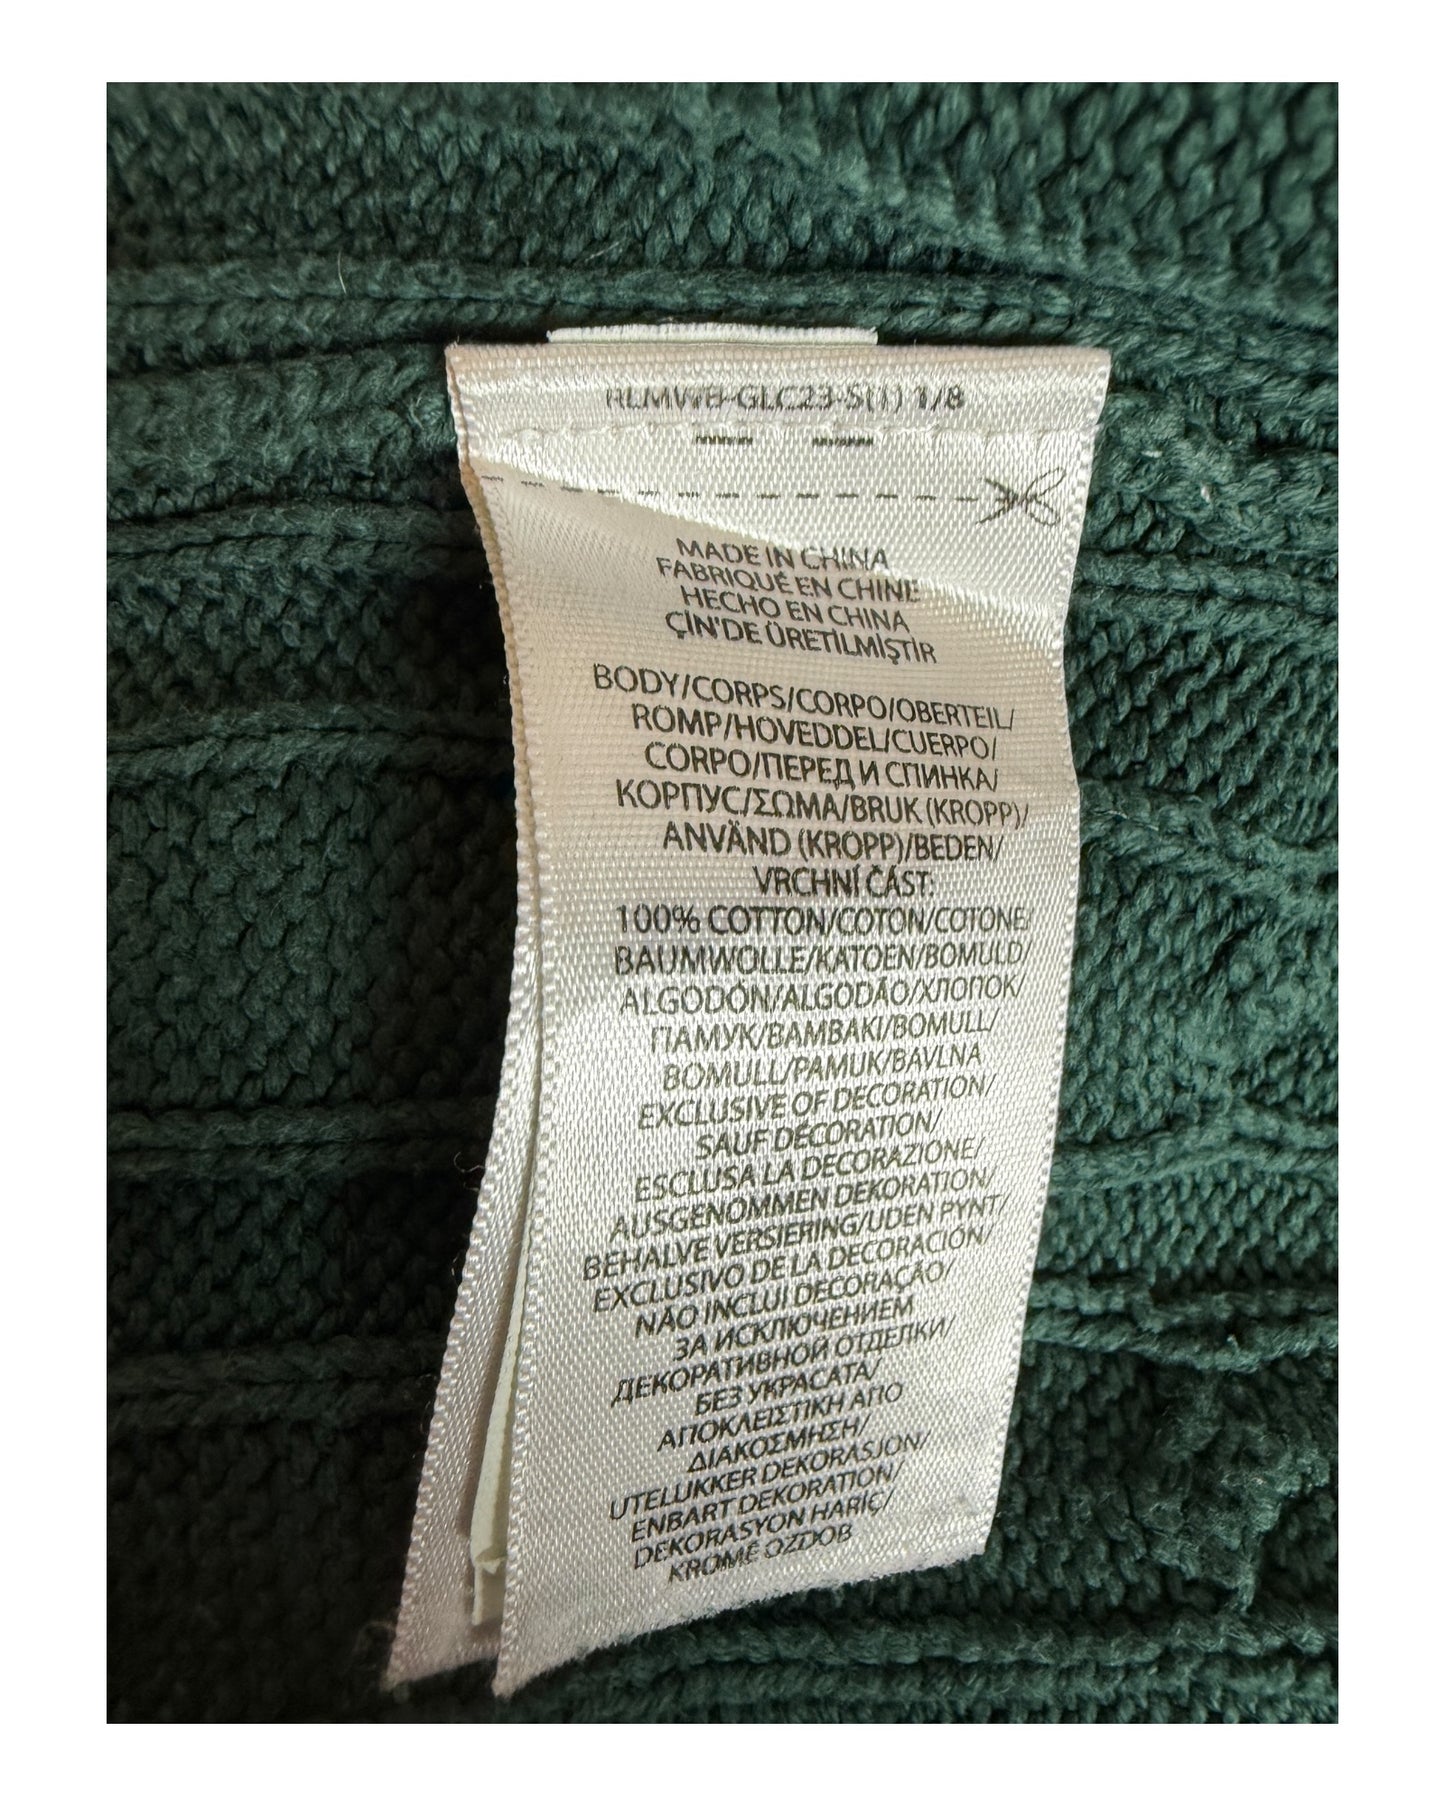 RLMWB-GLC23-S(1) 1/8
MADE IN CHINA
FABRIQUÉ EN CHINE
HECHO EN CHINA
ÇİN'DE ÜRETİLMİŞTİR
BODY/CORPS/CORPO/OBERTEIL/
ROMP/HOVEDDEL/CUERPO/
CORPO/ПЕРЕД И СПИНКА/
КОРПУС/ΣΩΜΑ/BRUK (KROPP)/
ANVÄND (KROPP)/BEDEN/
VRCHNÍ ČÁST:
100% COTTON/COTON/COTONE/
BAUMWOLLE/KATOEN/BOMULD/
ALGODÓN/ALGODÃO/ХЛОПОК/
ПАМУК/ΒΑΜΒΑΚΙ/BOMULL/
BOMULL/PAMUK/BAVLNA
EXCLUSIVE OF DECORATION/
SAUF DÉCORATION/
ESCLUSA LA DECORAZIONE/
AUSGENOMMEN DEKORATION/
BEHALVE VERSIERING/UDEN PYNT/
EXCLUSIVO DE LA DECORACIÓN/
NÃO INCLUI DECORAÇÃO/
ЗА ИСКЛЮЧЕНИЕМ
ДЕКОРАТИВНОЙ ОТДЕЛКИ/
БЕЗ УКРАСАТА/
ΑΠΟΚΛΕΙΣΤΙΚΗ ΑΠΟ
ΔΙΑΚΟΣΜΗΣΗ/
UTELUKKER DEKORASJON/
ENBART DEKORATION/
DEKORASYON HARİÇ/
KROMĚ OZDOB